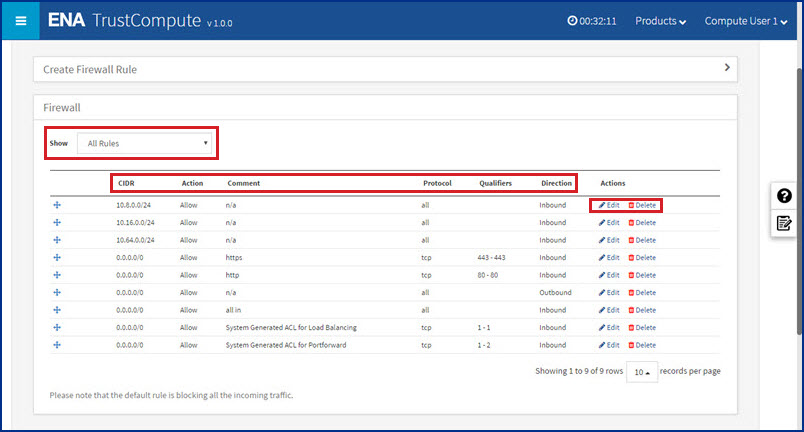 ENA TrustCompute v 1.0.0 00:32:11 Products Compute User 1
Create Firewall Rule
Firewall
Show All Rules
CIDR Action Comment Protocol Qualifiers Direction Actions
10.8.0.0/24 Allow n/a all Inbound Edit Delete
10.16.0.0/24 Allow n/a all Inbound Edit Delete
10.64.0.0/24 Allow n/a all Inbound Edit Delete
0.0.0.0/0 Allow https tcp 443 - 443 Inbound Edit Delete
0.0.0.0/0 Allow http tcp 80 - 80 Inbound Edit Delete
0.0.0.0/0 Allow n/a all Outbound Edit Delete
0.0.0.0/0 Allow all in all Inbound Edit Delete
0.0.0.0/0 Allow System Generated ACL for Load Balancing tcp 1 - 1 Inbound Edit Delete
0.0.0.0/0 Allow System Generated ACL for Portforward tcp 1 - 2 Inbound Edit Delete
Showing 1 to 9 of 9 rows 10 records per page
Please note that the default rule is blocking all the incoming traffic.